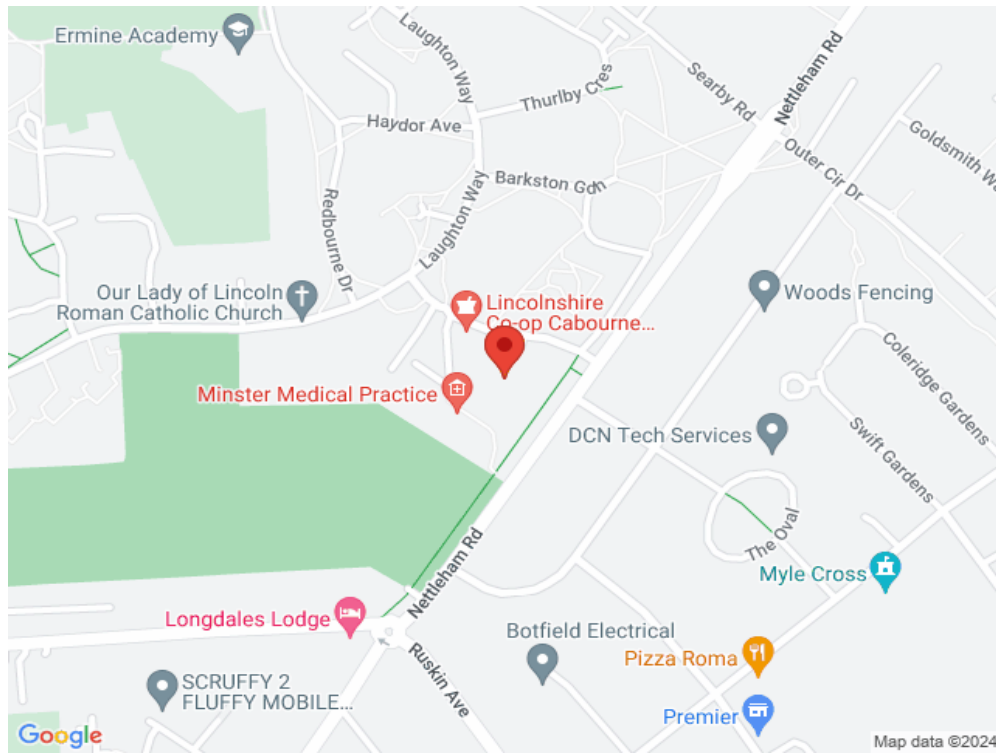 Ermine Academy
Laughton Way
Thurlby Cres
Haydor Ave
Searby Rd
Nettleham Rd
Goldsmith Wa
Outer Cir Dr
Barkston Gdn
Redbourne Dr
Laughton Way
Our Lady of Lincoln
Roman Catholic Church
Lincolnshire
Co-op Cabourne...
Woods Fencing
Minster Medical Practice
Coleridge Gardens
DCN Tech Services
Swift Gardens
The Oval
Myle Cross
Nettleham Rd
Longdales Lodge
Ruskin Ave
Botfield Electrical
Pizza Roma
SCRUFFY 2
FLUFFY MOBILE...
Premier
Google
Map data ©2024